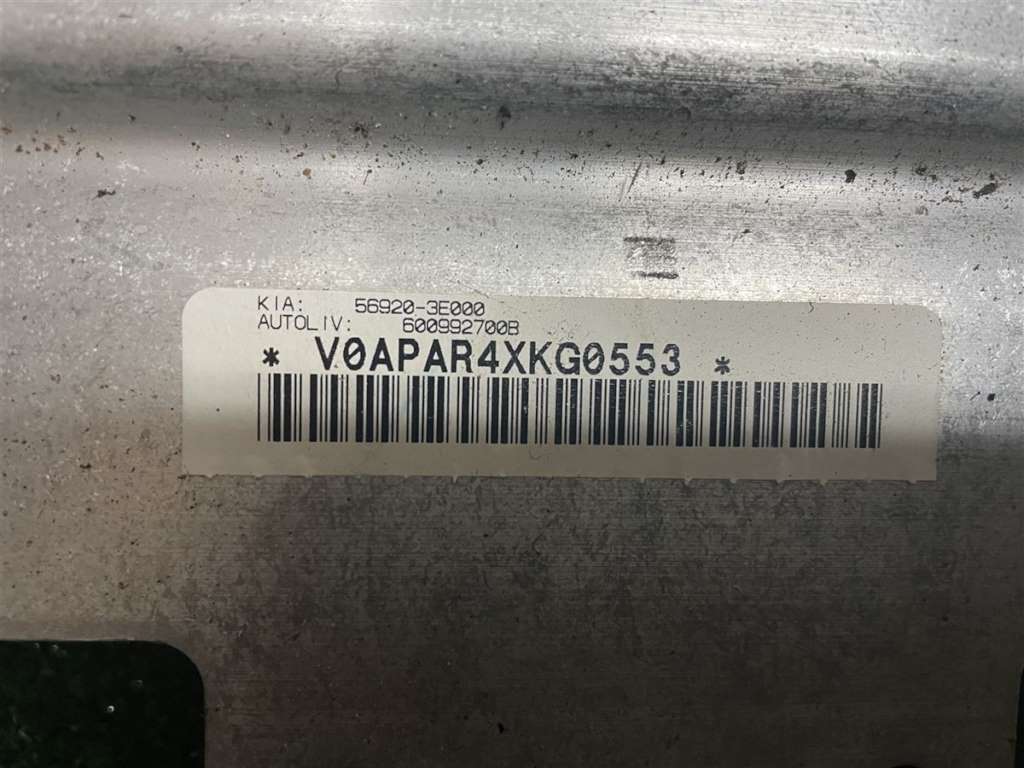 KIA: 56920-3E000
AUTOLIV: 600992700B
* V0APAR4XKG0553 *